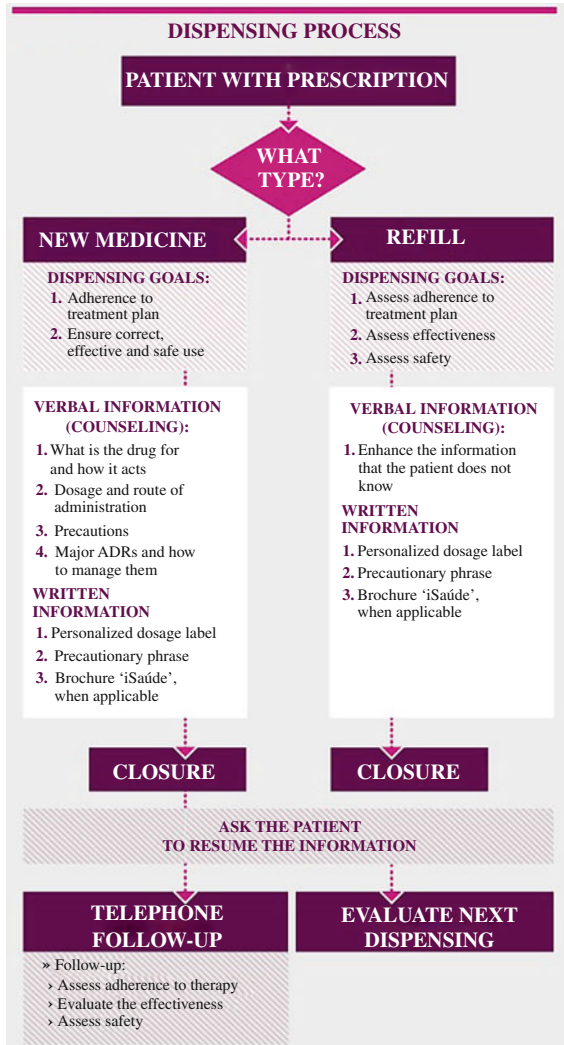 DISPENSING PROCESS
PATIENT WITH PRESCRIPTION
WHAT
TYPE?
NEW MEDICINE
DISPENSING GOALS:
1. Adherence to
treatment plan
2. Ensure correct,
effective and safe use
VERBAL INFORMATION
(COUNSELING):
1. What is the drug for
and how it acts
2. Dosage and route of
administration
3. Precautions
4. Major ADRs and how
to manage them
WRITTEN
INFORMATION
1. Personalized dosage label
2. Precautionary phrase
3. Brochure ‘iSaúde’,
when applicable
CLOSURE
REFILL
DISPENSING GOALS:
1. Assess adherence to
treatment plan
2. Assess effectiveness
3. Assess safety
VERBAL INFORMATION
(COUNSELING):
1. Enhance the information
that the patient does not
know
WRITTEN
INFORMATION
1. Personalized dosage label
2. Precautionary phrase
3. Brochure ‘iSaúde’,
when applicable
CLOSURE
ASK THE PATIENT
TO RESUME THE INFORMATION
TELEPHONE
FOLLOW-UP
» Follow-up:
› Assess adherence to therapy
› Evaluate the effectiveness
› Assess safety
EVALUATE NEXT
DISPENSING